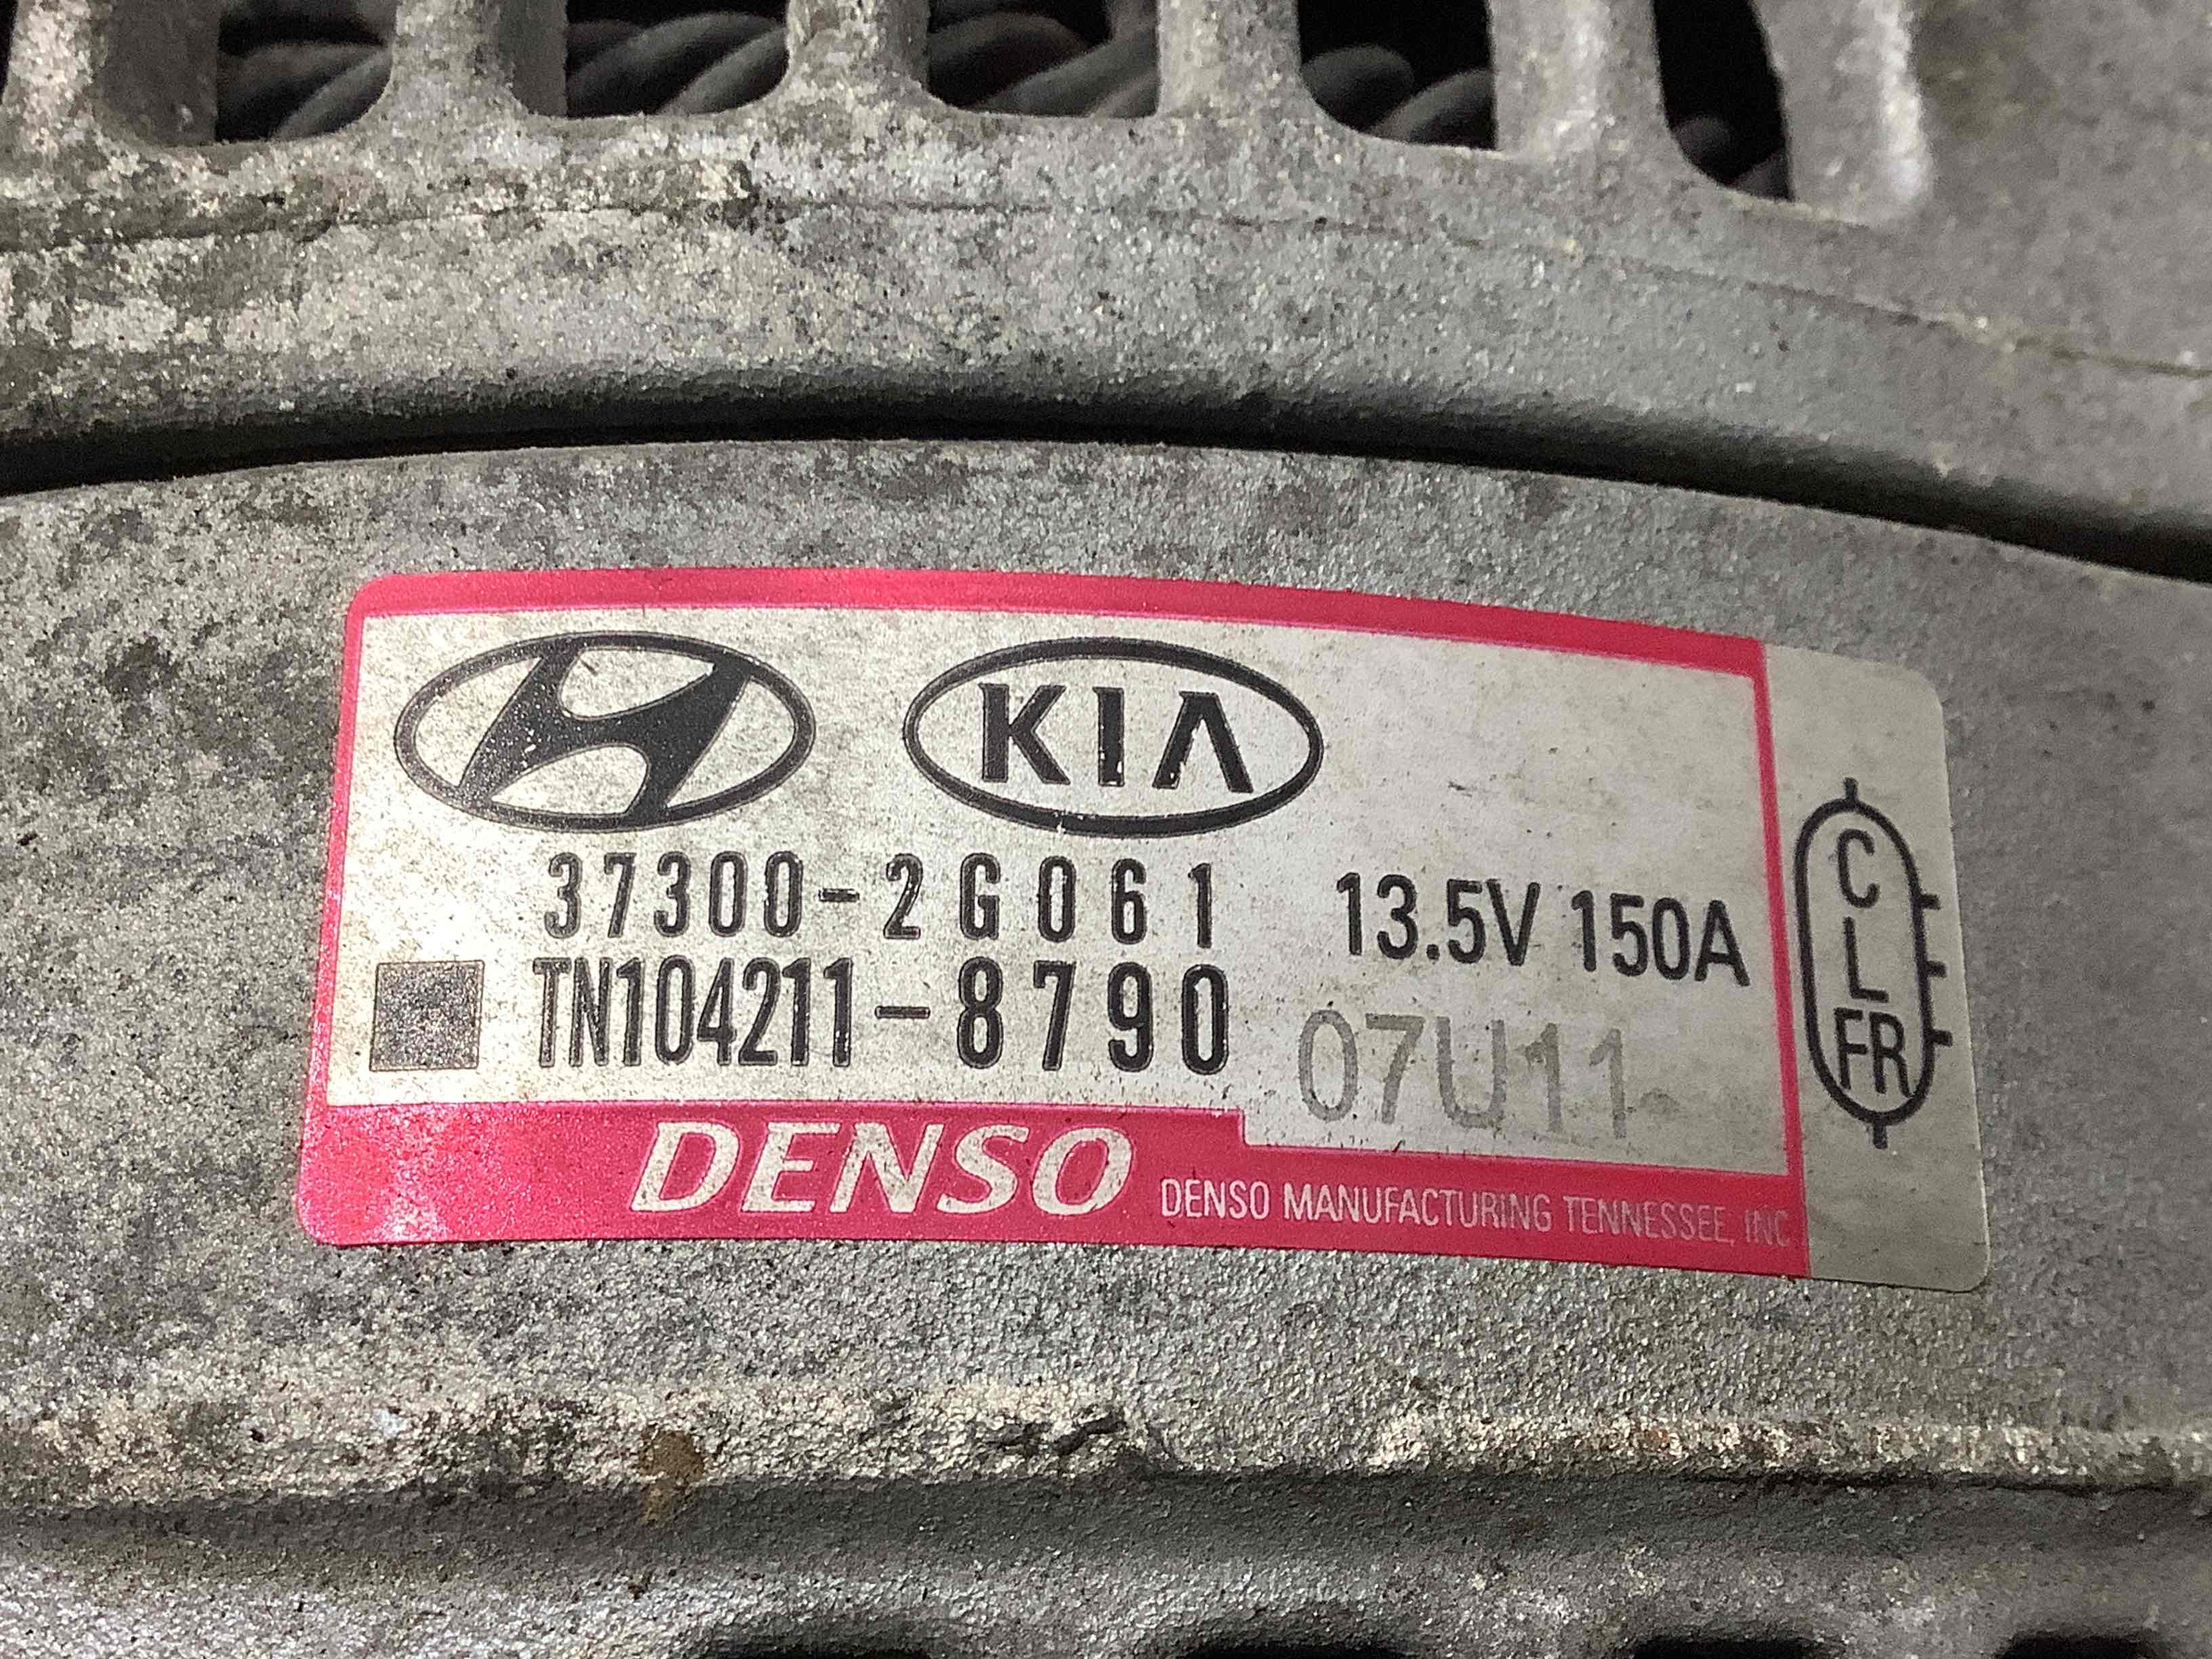 KIA
37300-2G061 13.5V 150A
TN104211-8790
07U11
C
L
FR
DENSO DENSO MANUFACTURING TENNESSEE, INC